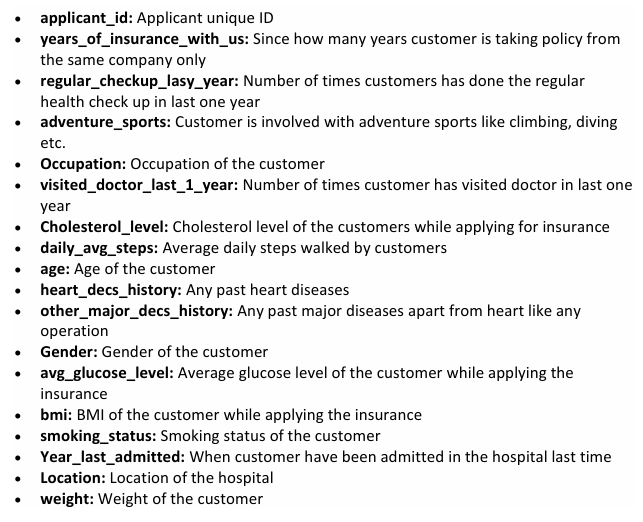 • applicant_id: Applicant unique ID
• years_of_insurance_with_us: Since how many years customer is taking policy from
the same company only
• regular_checkup_lasy_year: Number of times customers has done the regular
health check up in last one year
• adventure_sports: Customer is involved with adventure sports like climbing, diving
etc.
• Occupation: Occupation of the customer
• visited_doctor_last_1_year: Number of times customer has visited doctor in last one
year
• Cholesterol_level: Cholesterol level of the customers while applying for insurance
• daily_avg_steps: Average daily steps walked by customers
• age: Age of the customer
• heart_decs_history: Any past heart diseases
• other_major_decs_history: Any past major diseases apart from heart like any
operation
• Gender: Gender of the customer
• avg_glucose_level: Average glucose level of the customer while applying the
insurance
• bmi: BMI of the customer while applying the insurance
• smoking_status: Smoking status of the customer
• Year_last_admitted: When customer have been admitted in the hospital last time
• Location: Location of the hospital
• weight: Weight of the customer